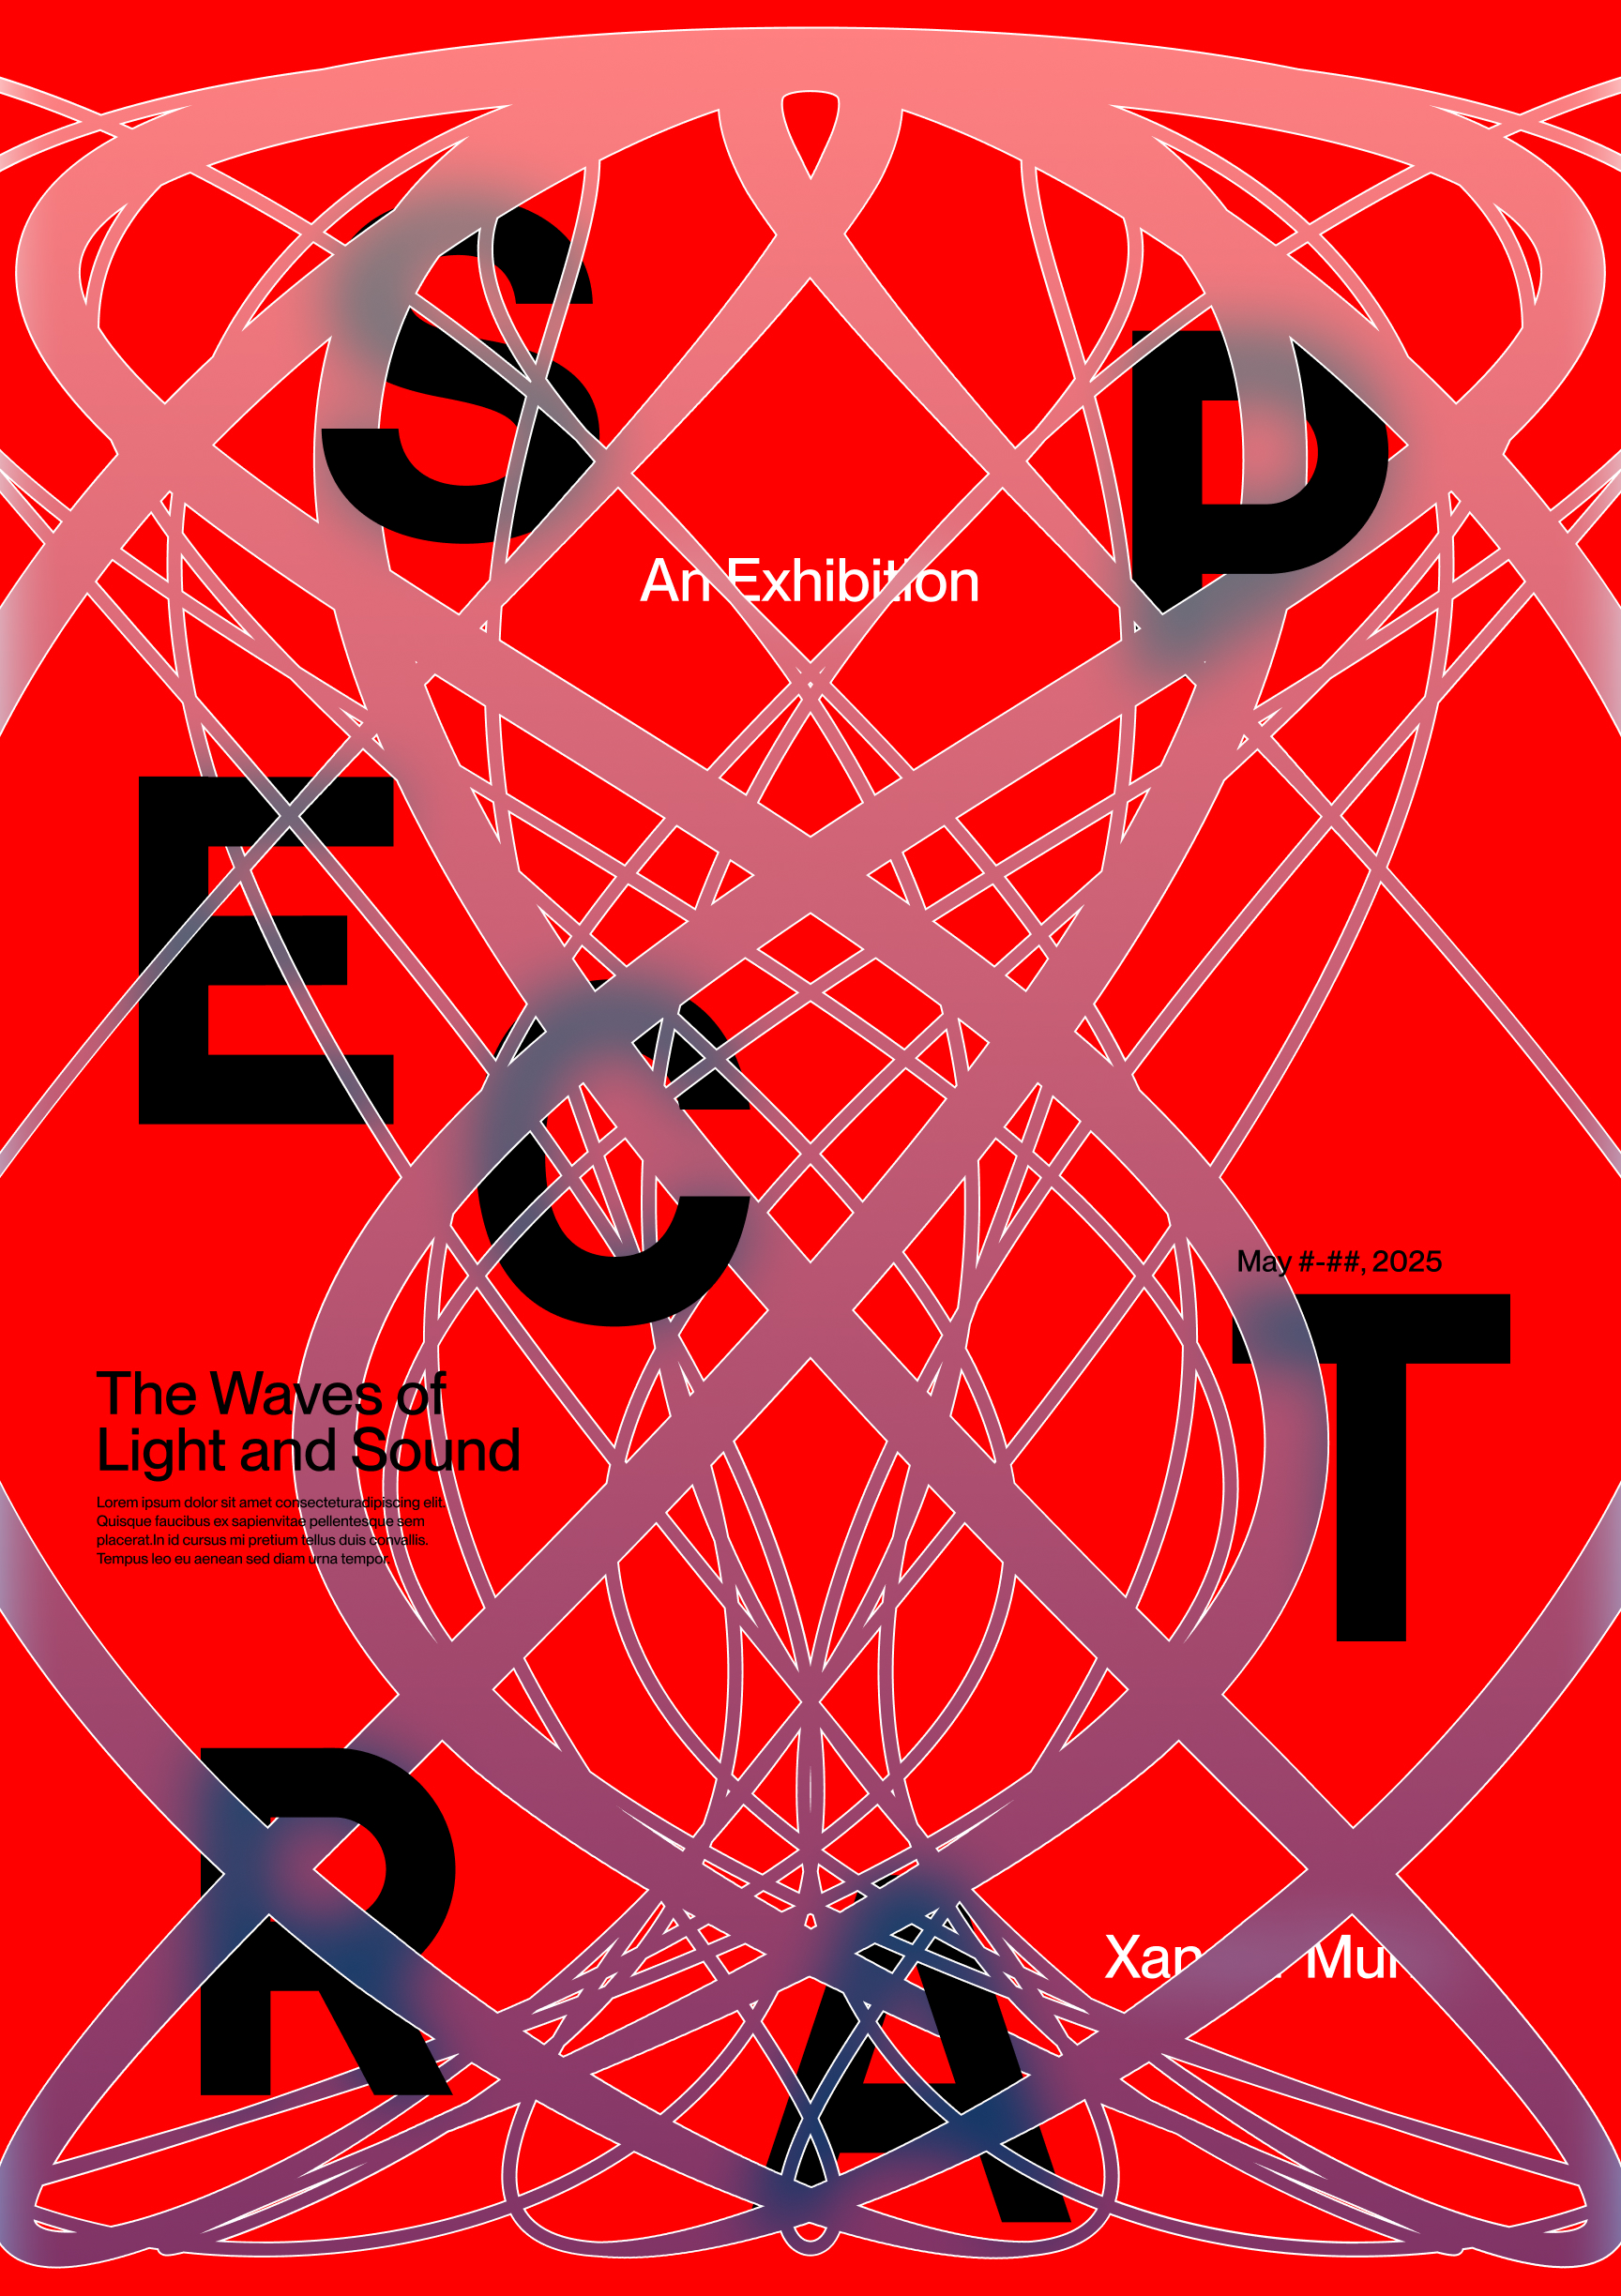 S
P
An Exhibition
E
C
May #-##, 2025
T
The Waves of
Light and Sound
Lorem ipsum dolor sit amet consecteturadipiscing elit.
Quisque faucibus ex sapienvitae pellentesque sem
placerat.In id cursus mi pretium tellus duis convallis.
Tempus leo eu aenean sed diam urna tempor.
R
A